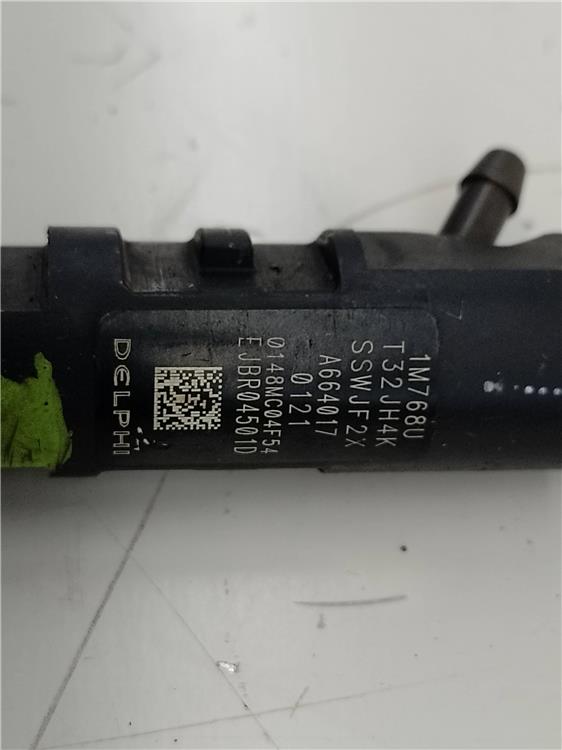 1M768U
T32JH4K
SSWJF2X
A664017
0121
0148MC04F54
EJBR04501D
DELPHI